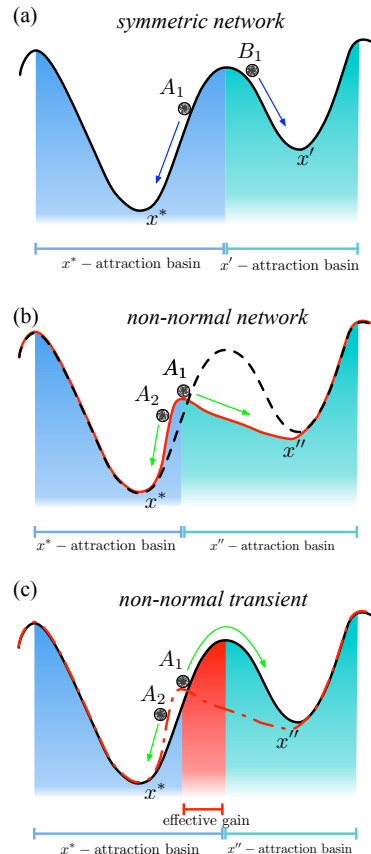 (a)
symmetric network
A₁
B₁
x*
x′
x* − attraction basin
x′ − attraction basin
(b)
non-normal network
A₁
A₂
x*
x″
x* − attraction basin
x″ − attraction basin
(c)
non-normal transient
A₁
A₂
x*
x″
effective gain
x* − attraction basin
x″ − attraction basin